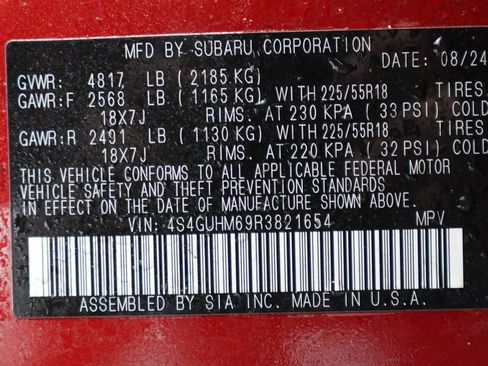 MFD BY SUBARU CORPORATION
DATE: 08/24
GVWR: 4817 LB (2185 KG)
GAWR:F 2568 LB (1165 KG) WITH 225/55R18 TIRES
18X7J RIMS. AT 230 KPA (33 PSI) COLD
GAWR:R 2491 LB (1130 KG) WITH 225/55R18 TIRES
18X7J RIMS. AT 220 KPA (32 PSI) COLD
THIS VEHICLE CONFORMS TO ALL APPLICABLE FEDERAL MOTOR
VEHICLE SAFETY AND THEFT PREVENTION STANDARDS IN
EFFECT ON THE DATE OF MANUFACTURE SHOWN ABOVE.
VIN: 4S4GUHM69R3821654 MPV
ASSEMBLED BY SIA INC. MADE IN U.S.A.